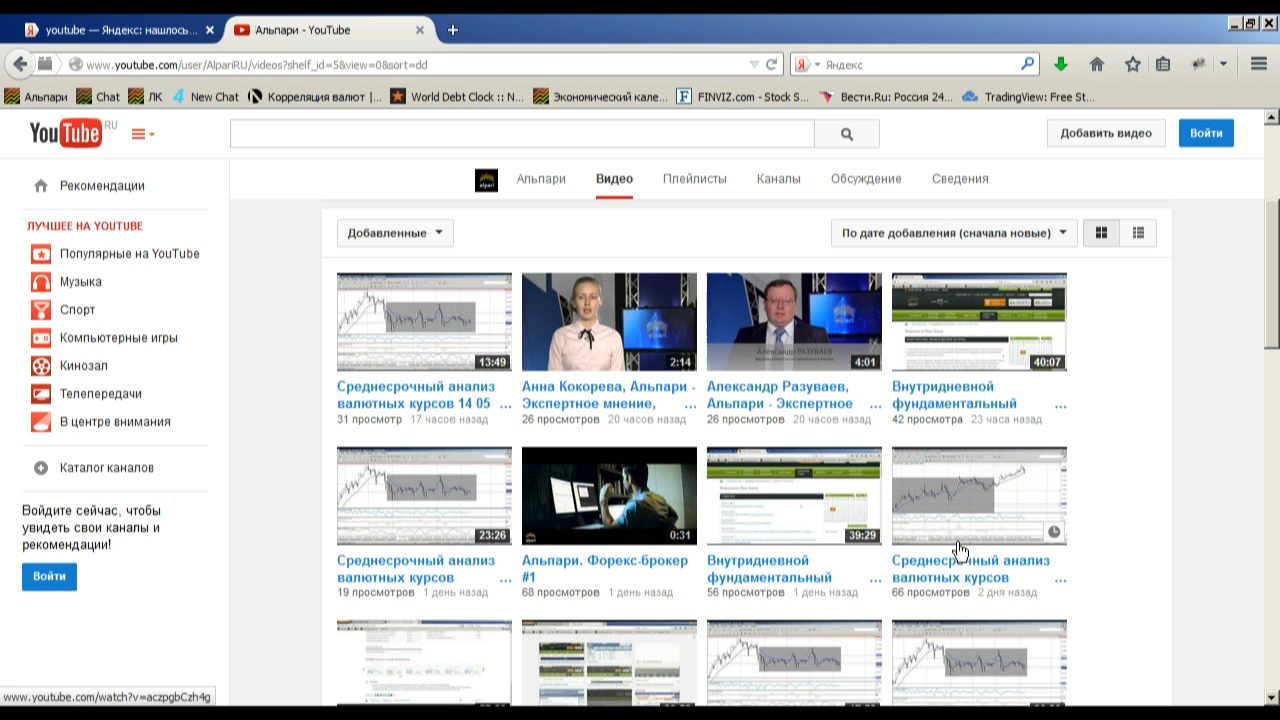 youtube — Яндекс: нашлось...
Альпари - YouTube
www.youtube.com/user/AlpariRU/videos?shelf_id=5&view=0&sort=dd
Яндекс
Альпари
Chat
ЛК
New Chat
Корреляция валют |...
World Debt Clock :: N...
Экономический кале...
FINVIZ.com - Stock S...
Вести.Ru: Россия 24...
TradingView: Free St...
YouTube RU
Добавить видео
Войти
Альпари
Видео
Плейлисты
Каналы
Обсуждение
Сведения
Рекомендации
ЛУЧШЕЕ НА YOUTUBE
Популярные на YouTube
Музыка
Спорт
Компьютерные игры
Кинозал
Телепередачи
В центре внимания
Каталог каналов
Войдите сейчас, чтобы
увидеть свои каналы и
рекомендации!
Войти
Добавленные
По дате добавления (сначала новые)
13:49
Среднесрочный анализ
валютных курсов 14 05 ...
31 просмотр 17 часов назад
2:14
Анна Кокорева, Альпари -
Экспертное мнение, ...
26 просмотров 20 часов назад
Александр РАЗУВАЕВ
4:01
Александр Разуваев,
Альпари - Экспертное ...
26 просмотров 20 часов назад
40:07
Внутридневной
фундаментальный ...
42 просмотра 23 часа назад
23:26
Среднесрочный анализ
валютных курсов ...
19 просмотров 1 день назад
0:31
Альпари. Форекс-брокер
#1
68 просмотров 1 день назад
39:29
Внутридневной
фундаментальный ...
56 просмотров 1 день назад
Среднесрочный анализ
валютных курсов ...
66 просмотров 2 дня назад
www.youtube.com/watch?v=aczpgbCzh4g